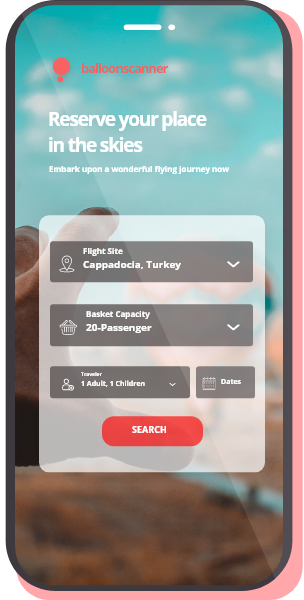 balloonscanner
Reserve your place
in the skies
Embark upon a wonderful flying journey now
Flight Site
Cappadocia, Turkey
Basket Capacity
20-Passenger
Traveler
1 Adult, 1 Children
Dates
SEARCH